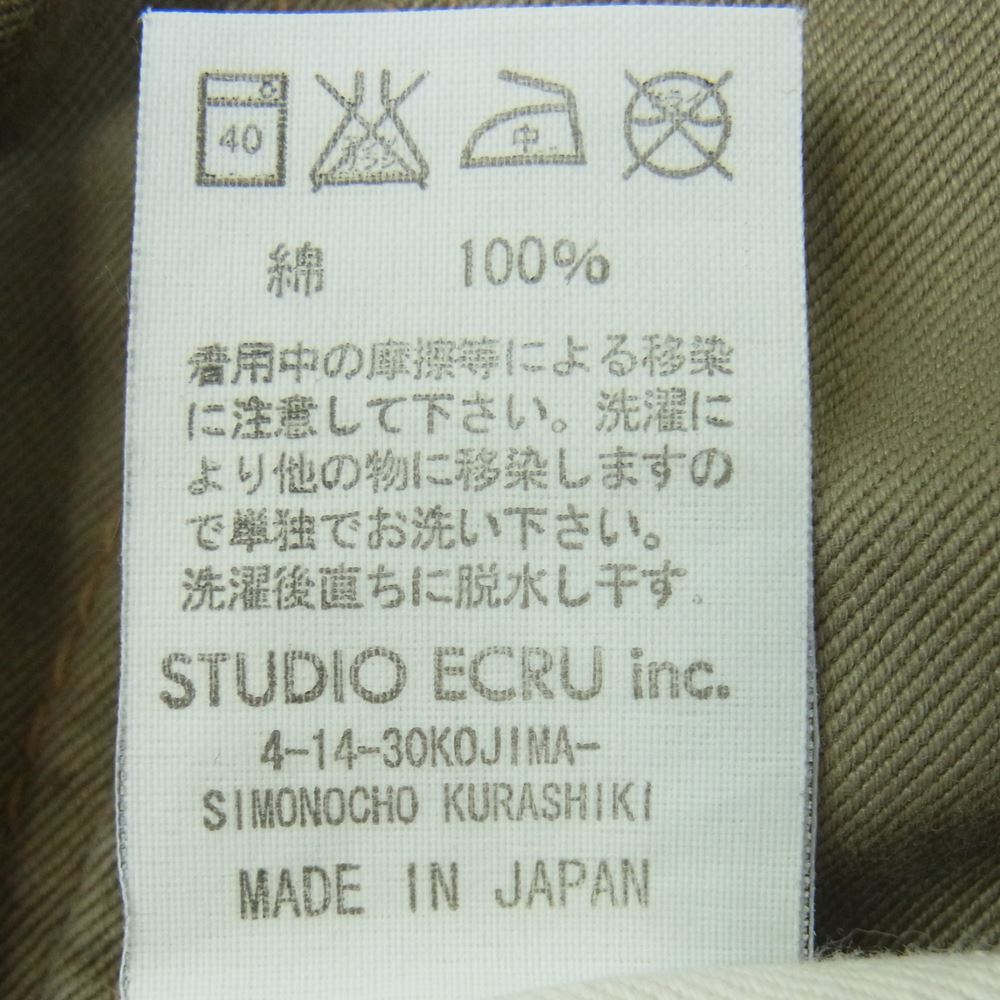 40 中
綿 100%
着用中の摩擦等による移染
に注意して下さい。洗濯に
より他の物に移染しますの
で単独でお洗い下さい。
洗濯後直ちに脱水し干す。
STUDIO ECRU inc.
4-14-30KOJIMA-
SIMONOCHO KURASHIKI
MADE IN JAPAN